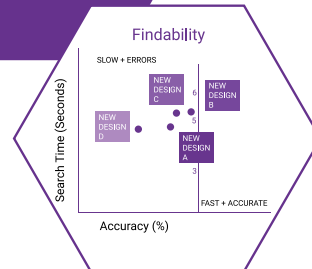 Findability
SLOW + ERRORS
NEW
DESIGN
C
NEW
DESIGN
B
6
NEW
DESIGN
D
5
NEW
DESIGN
A
3
FAST + ACCURATE
Search Time (Seconds)
Accuracy (%)